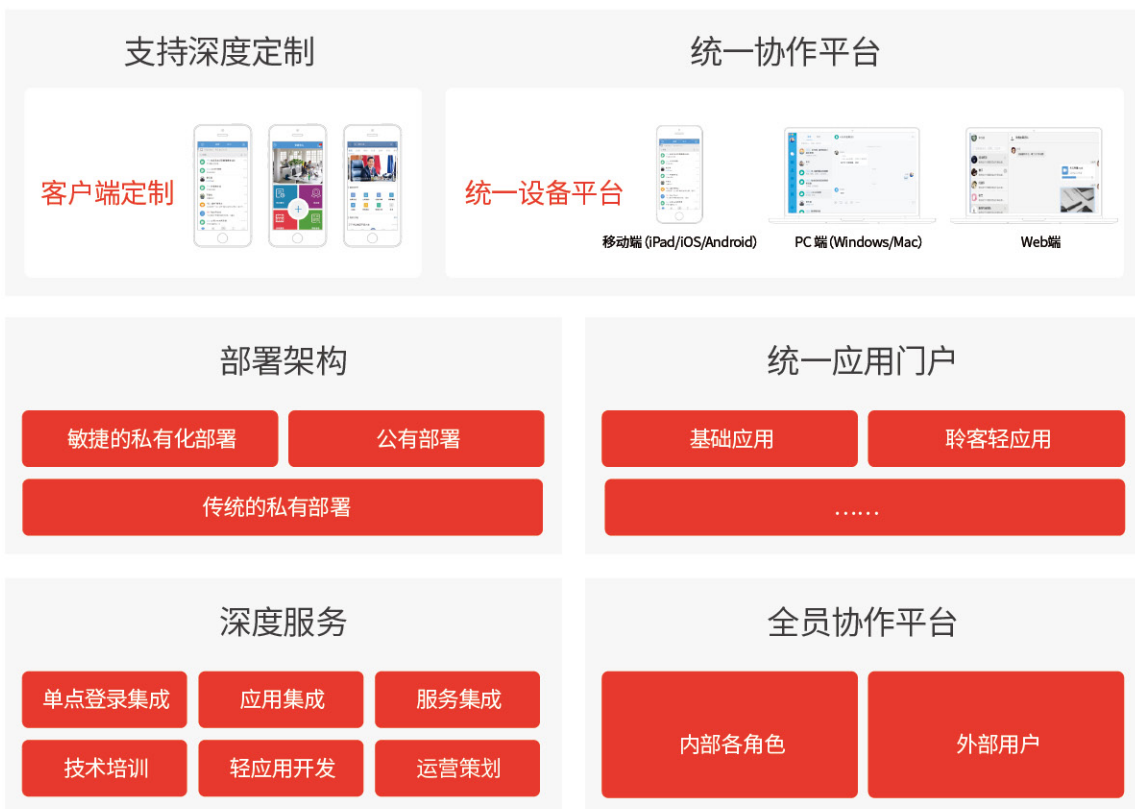 支持深度定制
统一协作平台
客户端定制
统一设备平台
移动端 (iPad/iOS/Android)
PC 端 (Windows/Mac)
Web端
部署架构
统一应用门户
敏捷的私有化部署
公有部署
基础应用
聆客轻应用
传统的私有部署
……
深度服务
全员协作平台
单点登录集成
应用集成
服务集成
内部各角色
外部用户
技术培训
轻应用开发
运营策划